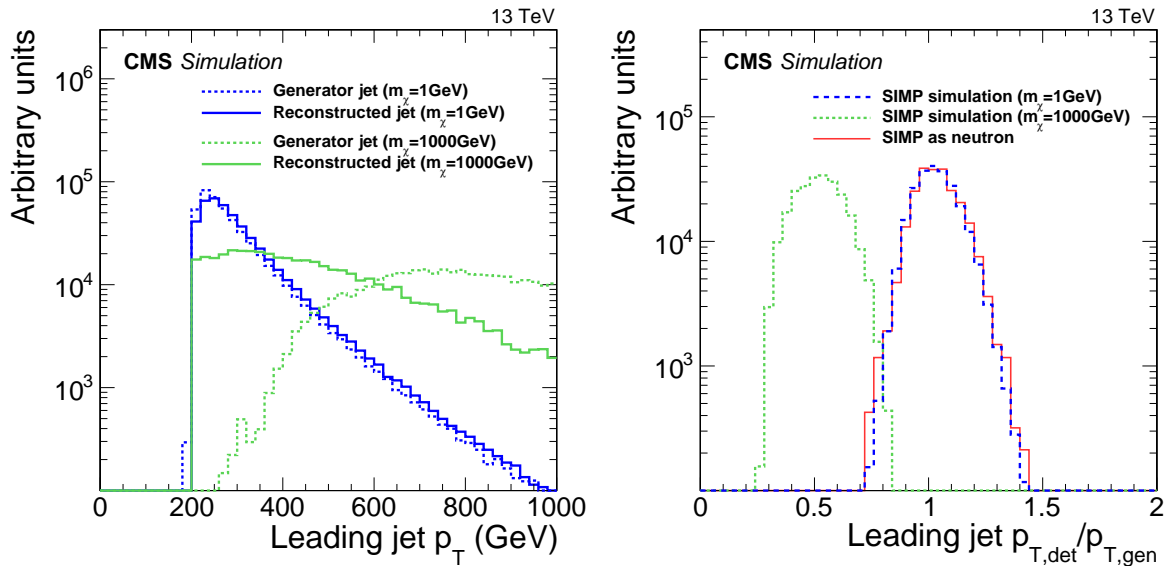 13 TeV
CMS Simulation
Generator jet (m_χ=1GeV)
Reconstructed jet (m_χ=1GeV)
Generator jet (m_χ=1000GeV)
Reconstructed jet (m_χ=1000GeV)
Arbitrary units
10^6
10^5
10^4
10^3
0 200 400 600 800 1000
Leading jet p_T (GeV)
13 TeV
CMS Simulation
SIMP simulation (m_χ=1GeV)
SIMP simulation (m_χ=1000GeV)
SIMP as neutron
Arbitrary units
10^5
10^4
10^3
0 0.5 1 1.5 2
Leading jet p_T,det/p_T,gen